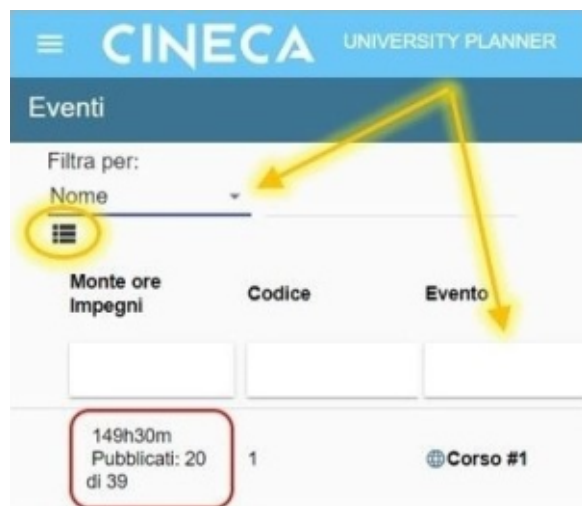 CINECA UNIVERSITY PLANNER
Eventi
Filtra per:
Nome
Monte ore
Impegni
Codice
Evento
149h30m
Pubblicati: 20
di 39
1
Corso #1